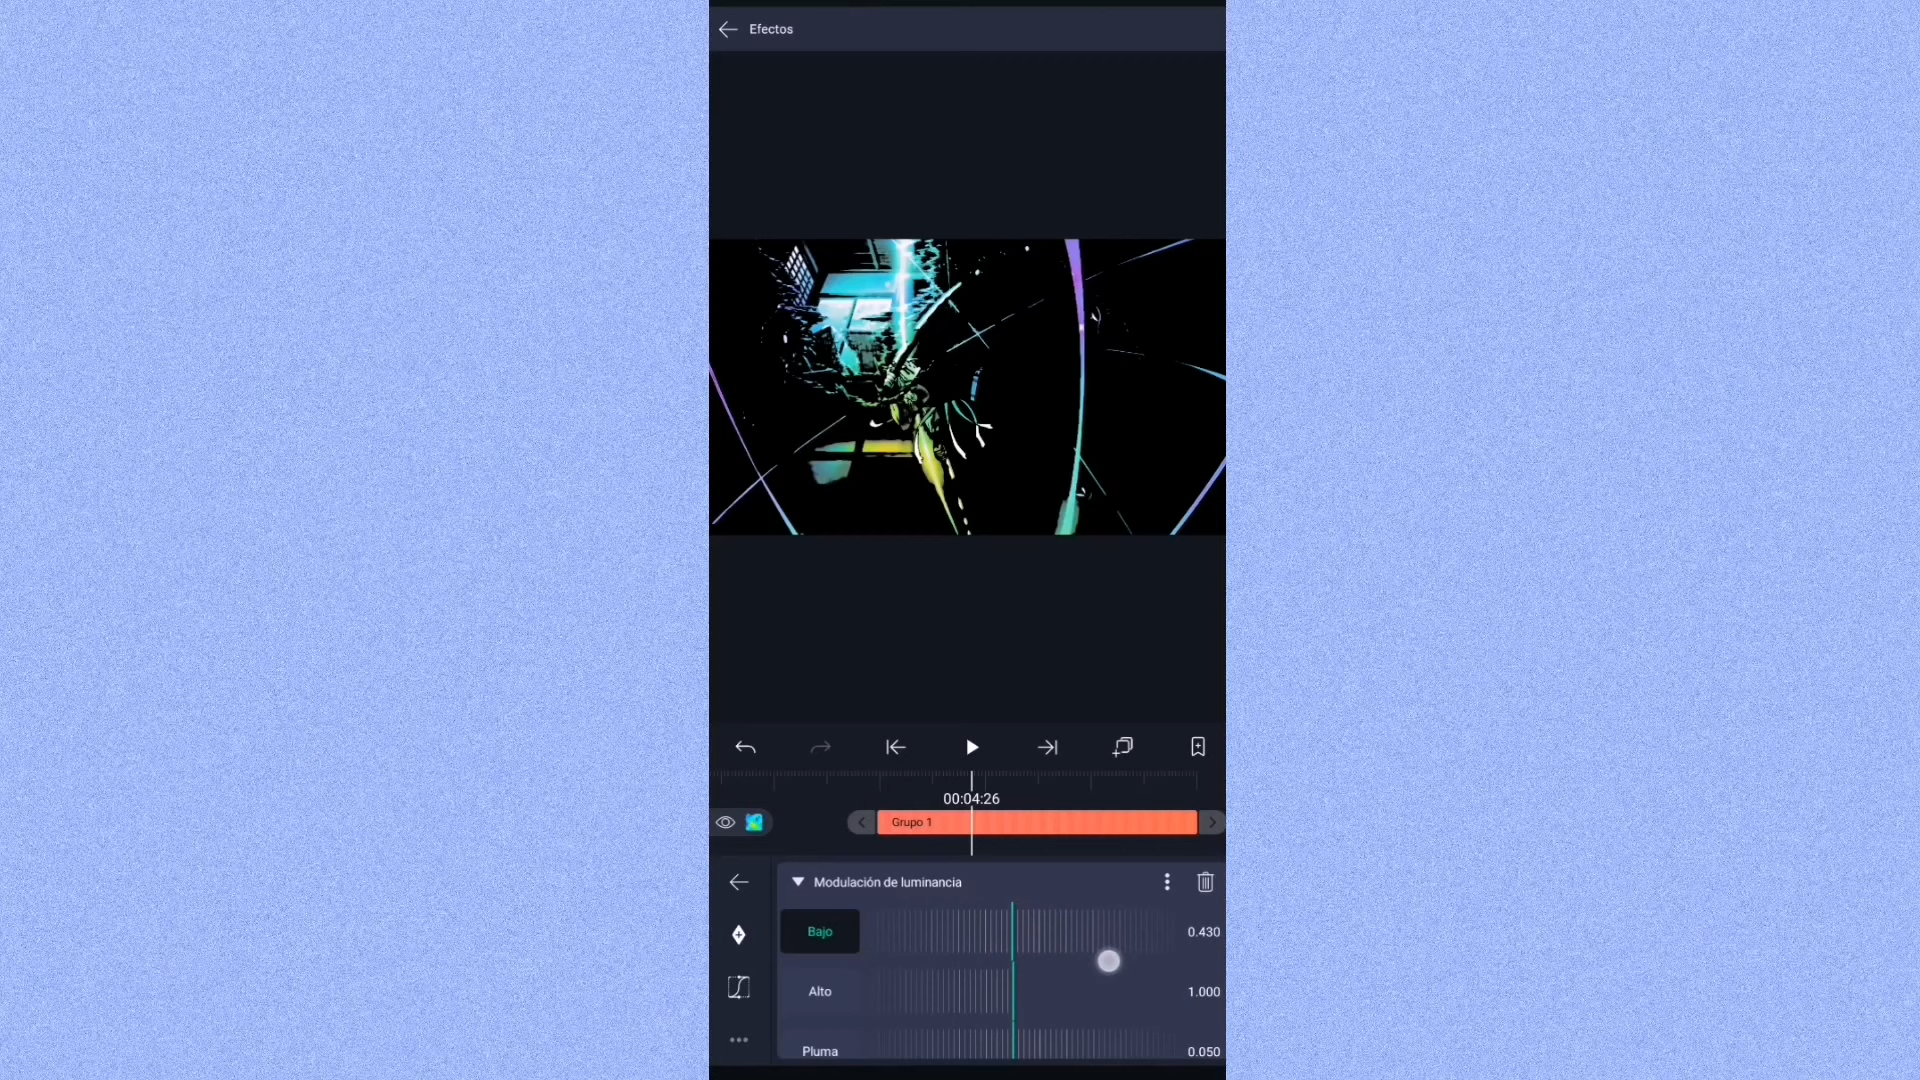 Efectos
00:04:26
Grupo 1
Modulación de luminancia
Bajo
0.430
Alto
1.000
Pluma
0.050